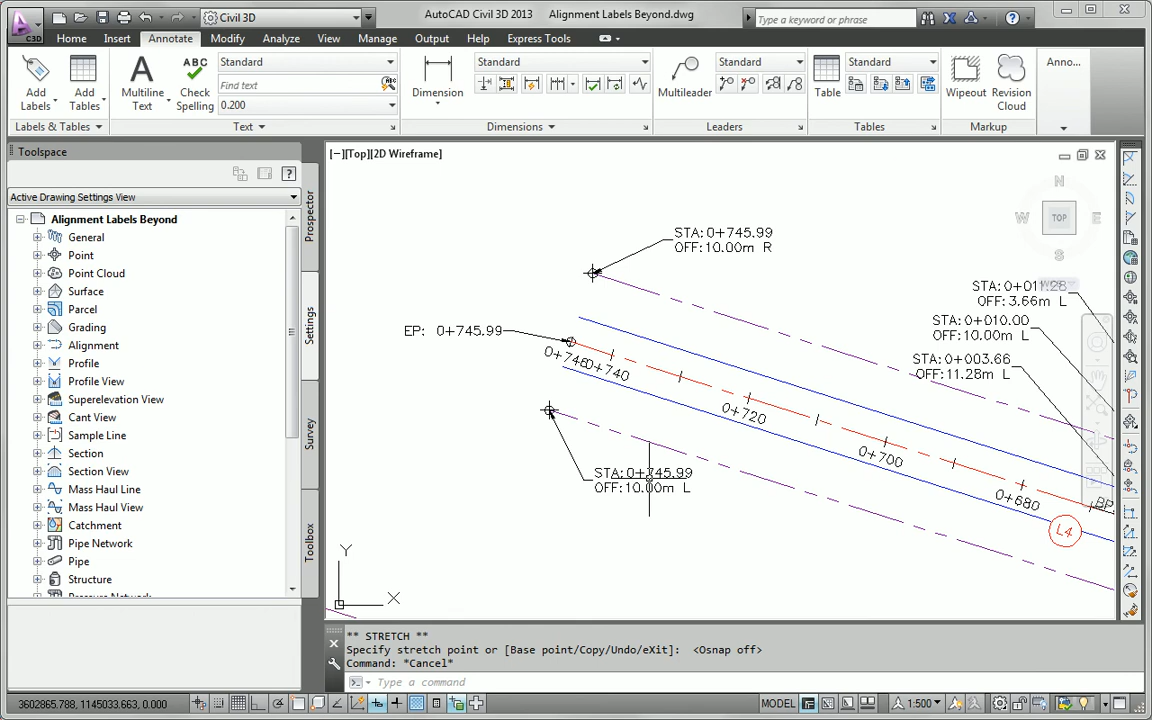 Civil 3D
AutoCAD Civil 3D 2013 Alignment Labels Beyond.dwg
Type a keyword or phrase
C3D
Home Insert Annotate Modify Analyze View Manage Output Help Express Tools
Add Labels
Add Tables
Multiline Text
ABC
Check Spelling
Standard
Find text
0.200
Dimension
Standard
Multileader
Standard
Table
Standard
Wipeout
Revision Cloud
Anno...
Labels & Tables
Text
Dimensions
Leaders
Tables
Markup
Toolspace
Active Drawing Settings View
Alignment Labels Beyond
General
Point
Point Cloud
Surface
Parcel
Grading
Alignment
Profile
Profile View
Superelevation View
Cant View
Sample Line
Section
Section View
Mass Haul Line
Mass Haul View
Catchment
Pipe Network
Pipe
Structure
Prospector
Settings
Survey
Toolbox
[−][Top][2D Wireframe]
N
W
TOP
E
S
STA:0+745.99
OFF:10.00m R
EP: 0+745.99
0+740
0+720
0+700
0+680
STA:0+745.99
OFF:10.00m L
STA:0+011.28
OFF: 3.66m L
STA:0+010.00
OFF:10.00m L
STA:0+003.66
OFF:11.28m L
BP
L4
Y
X
** STRETCH **
Specify stretch point or [Base point/Copy/Undo/eXit]: <Osnap off>
Command: *Cancel*
Type a command
3602865.788, 1145033.663, 0.000
MODEL
1:500